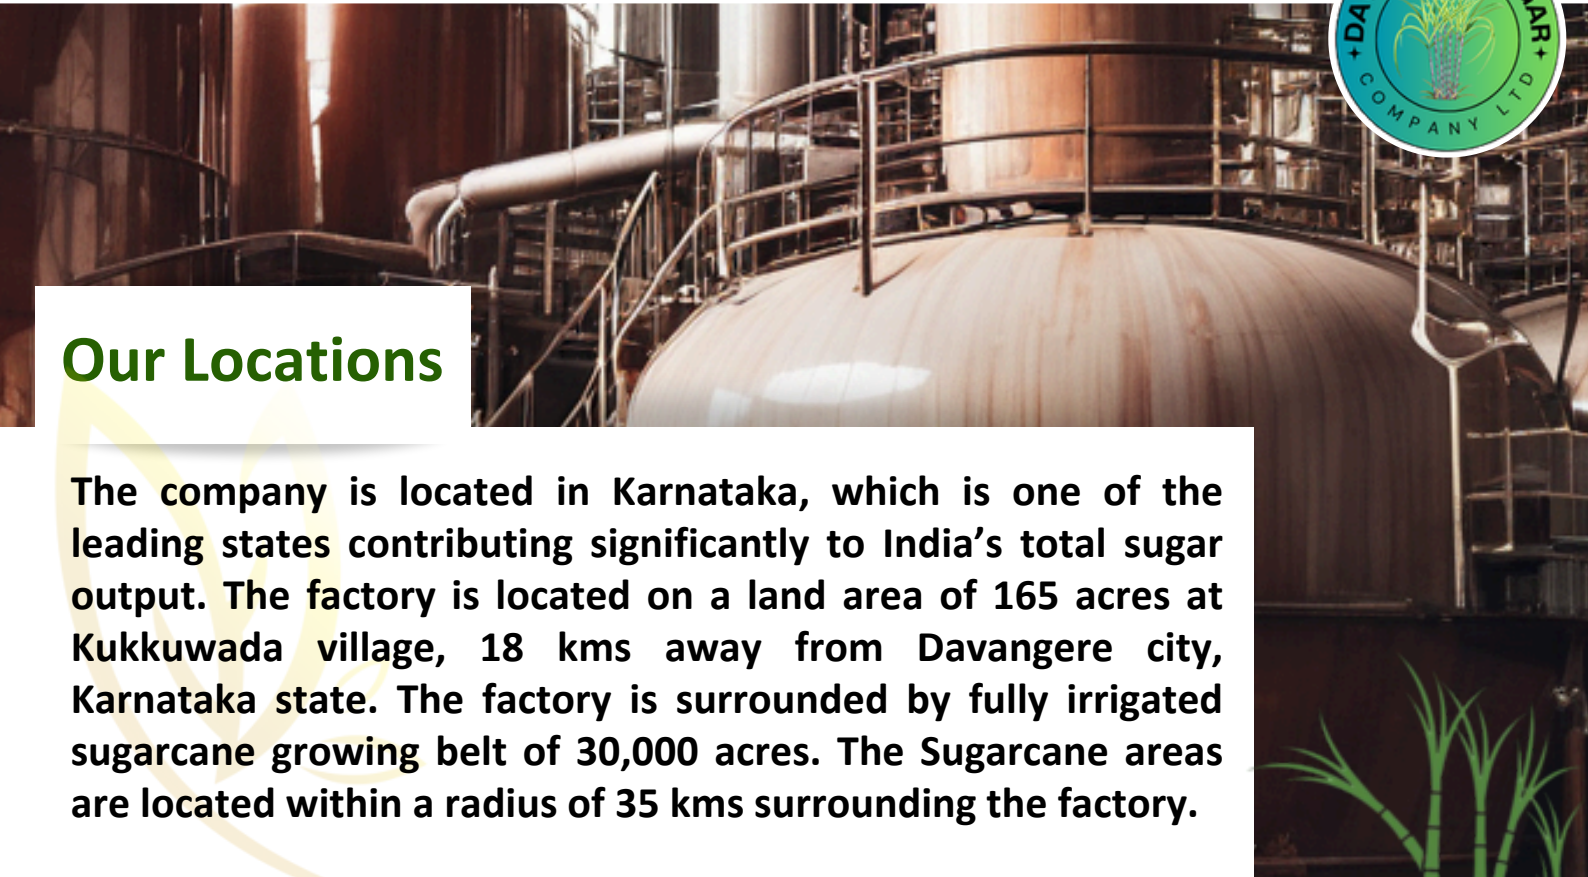 DA
AAR
COMPANY LTD
Our Locations
The company is located in Karnataka, which is one of the
leading states contributing significantly to India’s total sugar
output. The factory is located on a land area of 165 acres at
Kukkuwada village, 18 kms away from Davangere city,
Karnataka state. The factory is surrounded by fully irrigated
sugarcane growing belt of 30,000 acres. The Sugarcane areas
are located within a radius of 35 kms surrounding the factory.